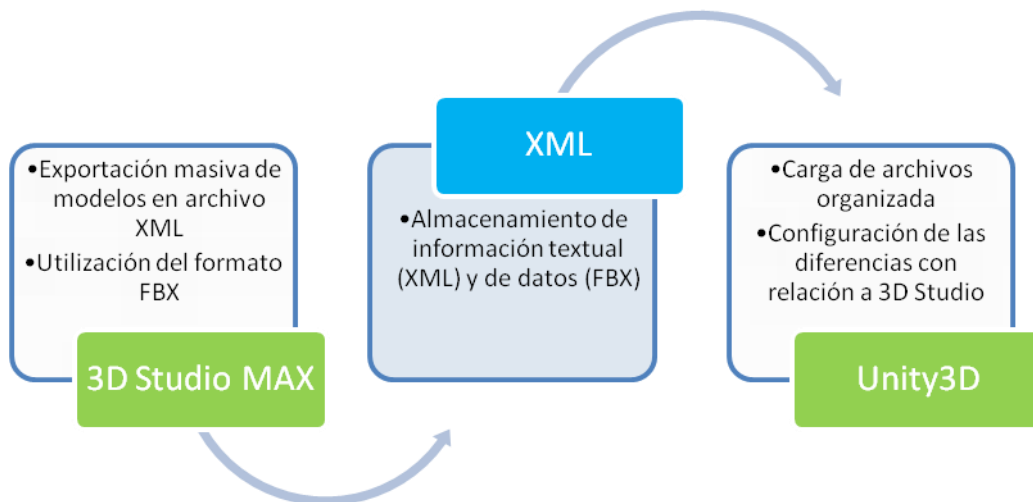 •Exportación masiva de
modelos en archivo
XML
•Utilización del formato
FBX
3D Studio MAX
XML
•Almacenamiento de
información textual
(XML) y de datos (FBX)
•Carga de archivos
organizada
•Configuración de las
diferencias con
relación a 3D Studio
Unity3D